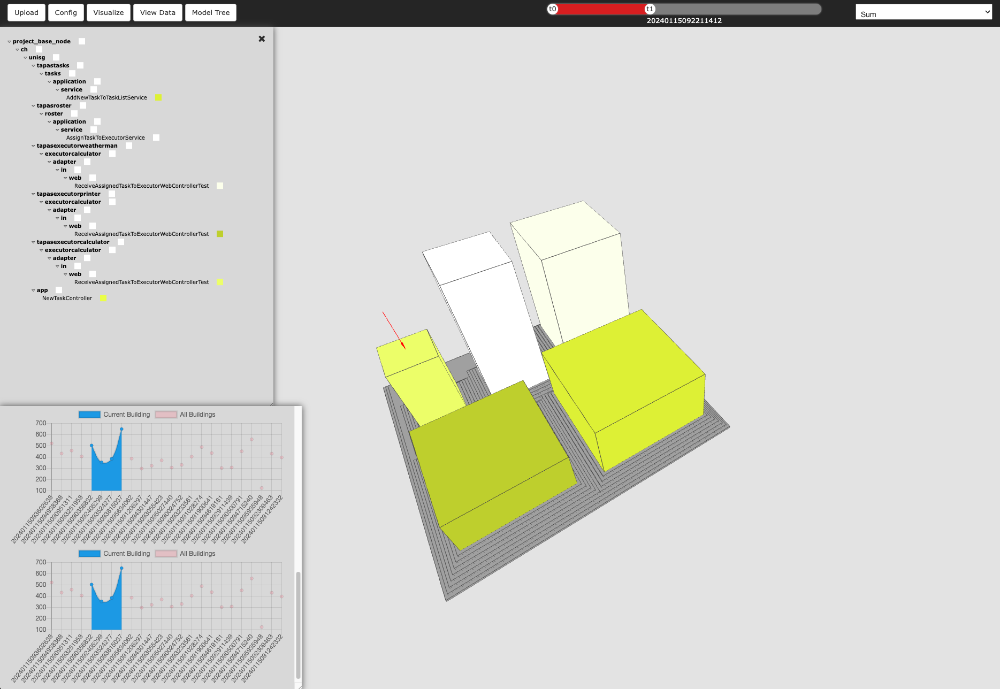 Upload Config Visualize View Data Model Tree
t0 t1
20240115092211412
Sum
project_base_node
ch
unisg
tapastasks
tasks
application
service
AddNewTaskToTaskListService
tapasroster
roster
application
service
AssignTaskToExecutorService
tapasexecutorweatherman
executorcalculator
adapter
in
web
ReceiveAssignedTaskToExecutorWebControllerTest
tapasexecutorprinter
executorcalculator
adapter
in
web
ReceiveAssignedTaskToExecutorWebControllerTest
tapasexecutorcalculator
executorcalculator
adapter
in
web
ReceiveAssignedTaskToExecutorWebControllerTest
app
NewTaskController
Current Building All Buildings
700
600
500
400
300
200
100
20240115093602638
20240115094938368
20240115090951311
20240115093251958
20240115090356832
20240115092405299
20240115093524277
20240115093815037
20240115095634062
20240115091206297
20240115094301447
20240115093055423
20240115095027440
20240115090024752
20240115093233561
20240115091028274
20240115091900641
20240115094619181
20240115092911439
20240115090500791
20240115094715240
20240115095935948
20240115092309463
20240115091242332
Current Building All Buildings
700
600
500
400
300
200
100
20240115093602638
20240115094938368
20240115090951311
20240115093251958
20240115090356832
20240115092405299
20240115093524277
20240115093815037
20240115095634062
20240115091206297
20240115094301447
20240115093055423
20240115095027440
20240115090024752
20240115093233561
20240115091028274
20240115091900641
20240115094619181
20240115092911439
20240115090500791
20240115094715240
20240115095935948
20240115092309463
20240115091242332